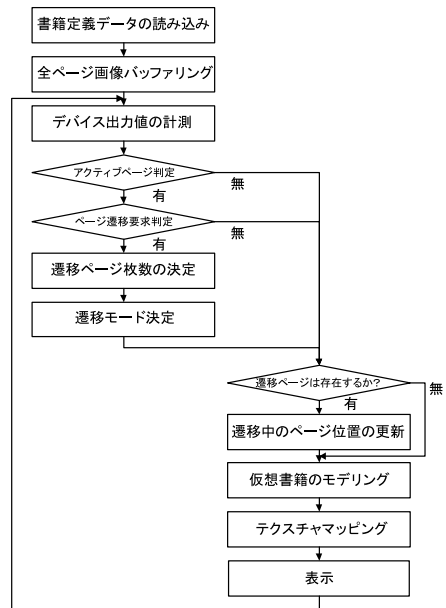 書籍定義データの読み込み
全ページ画像バッファリング
デバイス出力値の計測
アクティブページ判定
無
有
ページ遷移要求判定
無
有
遷移ページ枚数の決定
遷移モード決定
遷移ページは存在するか?
無
有
遷移中のページ位置の更新
仮想書籍のモデリング
テクスチャマッピング
表示